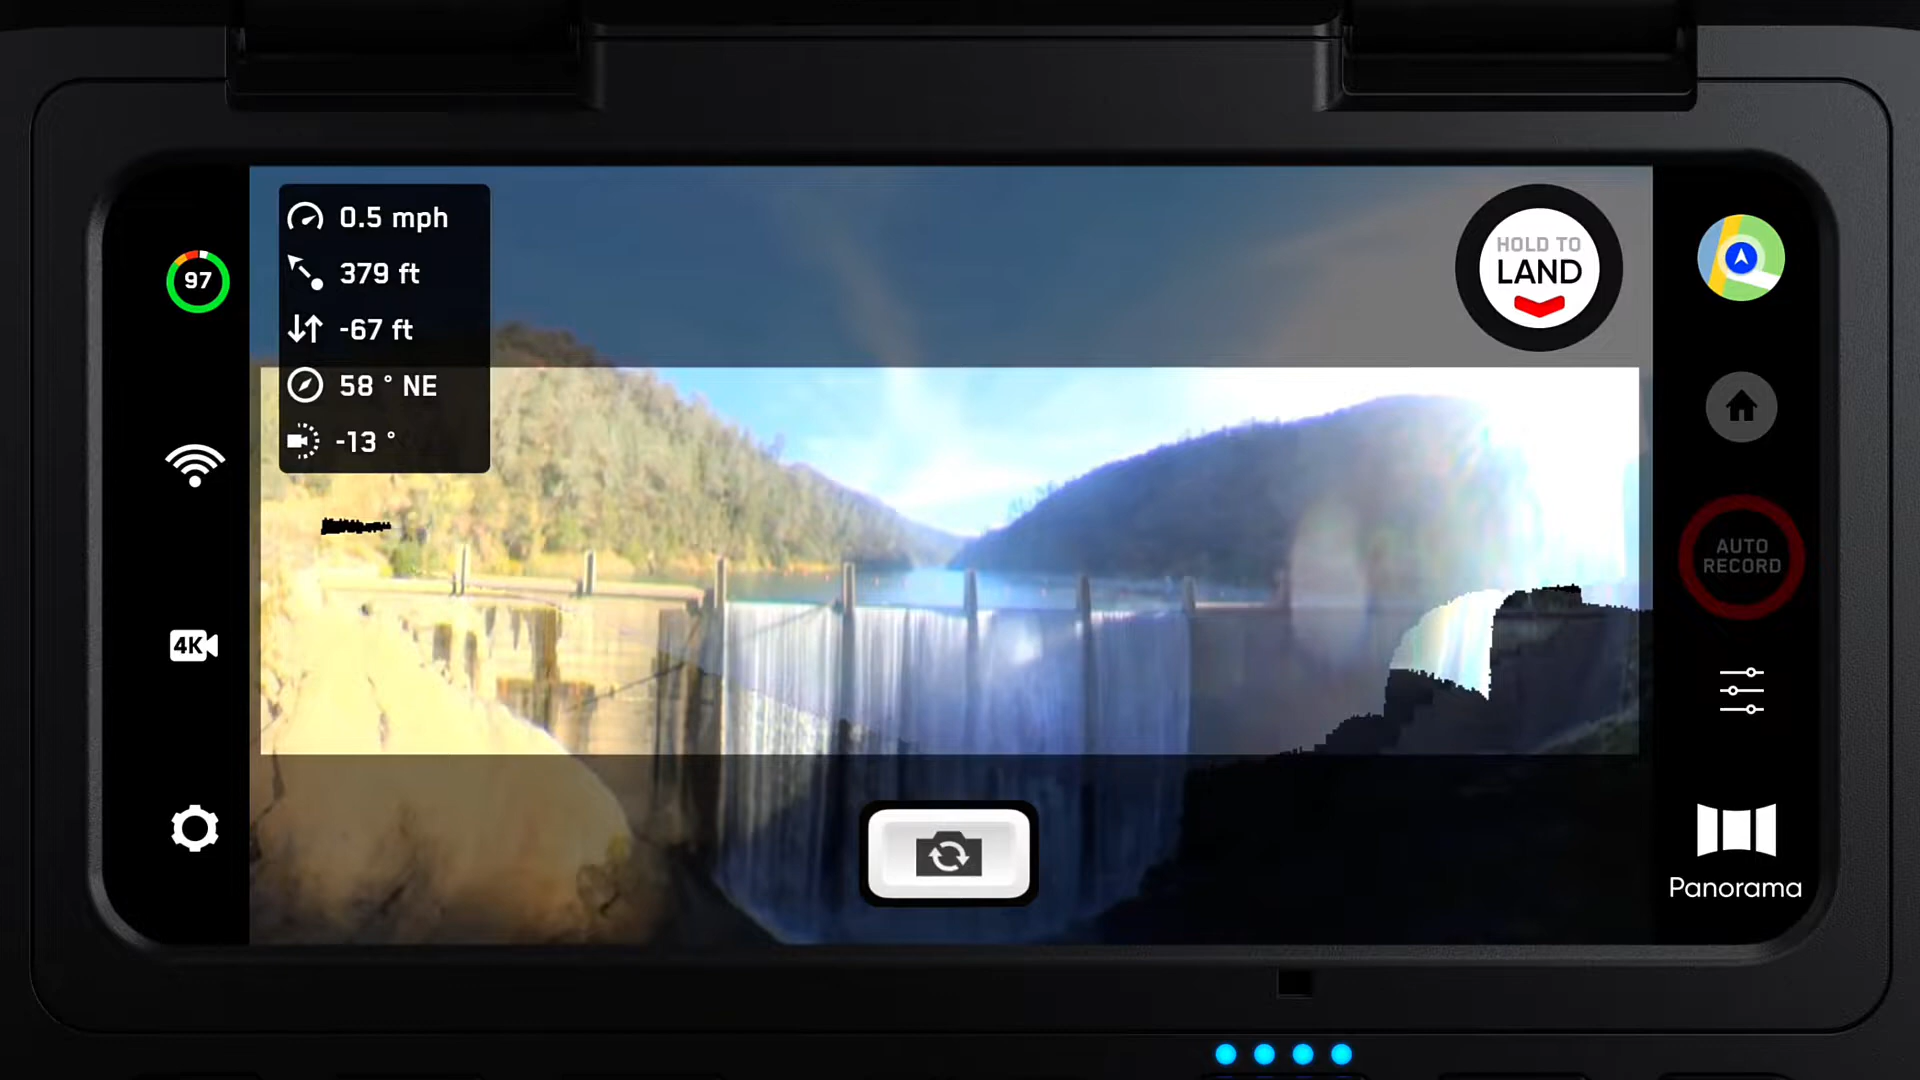 0.5 mph
379 ft
-67 ft
58 ° NE
-13 °
97
4K
HOLD TO
LAND
AUTO
RECORD
Panorama